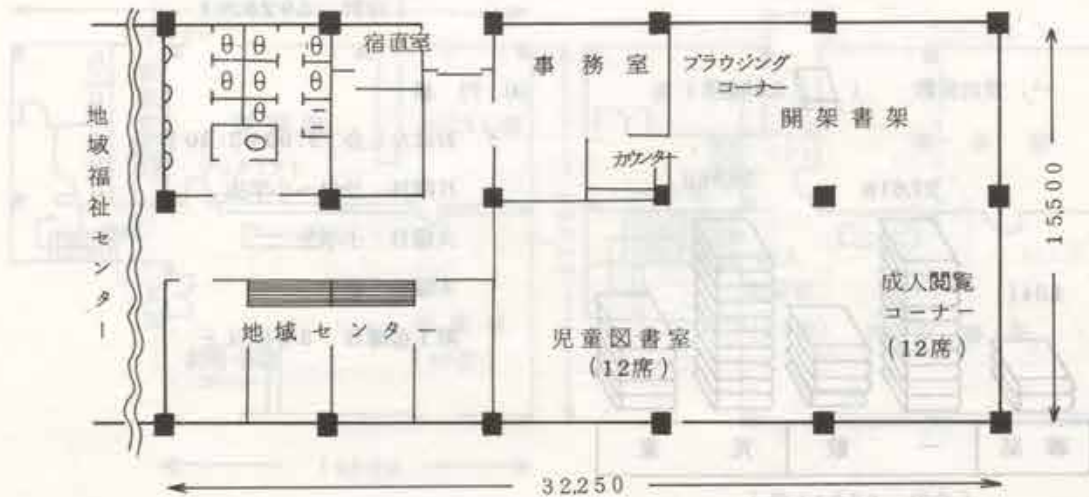 宿直室
事務室
ブラウジング
コーナー
開架書架
カウンター
地域福祉センター
15,500
成人閲覧
コーナー
(12席)
地域センター
児童図書室
(12席)
32,250